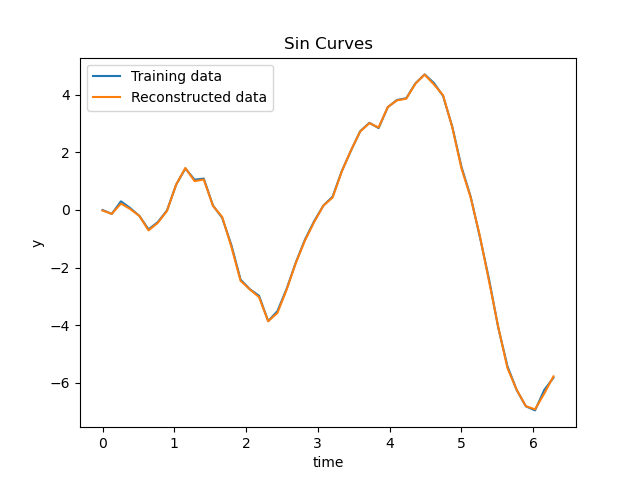 Sin Curves
Training data
Reconstructed data
4
2
0
−2
−4
−6
y
0 1 2 3 4 5 6
time